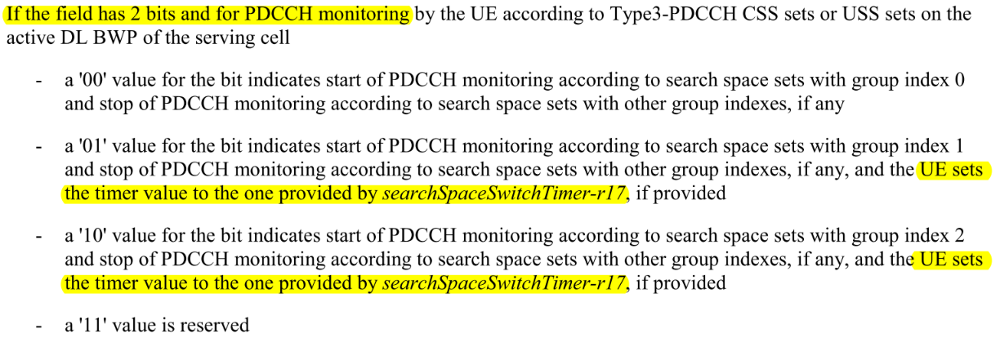 If the field has 2 bits and for PDCCH monitoring by the UE according to Type3-PDCCH CSS sets or USS sets on the
active DL BWP of the serving cell
- a '00' value for the bit indicates start of PDCCH monitoring according to search space sets with group index 0
and stop of PDCCH monitoring according to search space sets with other group indexes, if any
- a '01' value for the bit indicates start of PDCCH monitoring according to search space sets with group index 1
and stop of PDCCH monitoring according to search space sets with other group indexes, if any, and the UE sets
the timer value to the one provided by searchSpaceSwitchTimer-r17, if provided
- a '10' value for the bit indicates start of PDCCH monitoring according to search space sets with group index 2
and stop of PDCCH monitoring according to search space sets with other group indexes, if any, and the UE sets
the timer value to the one provided by searchSpaceSwitchTimer-r17, if provided
- a '11' value is reserved